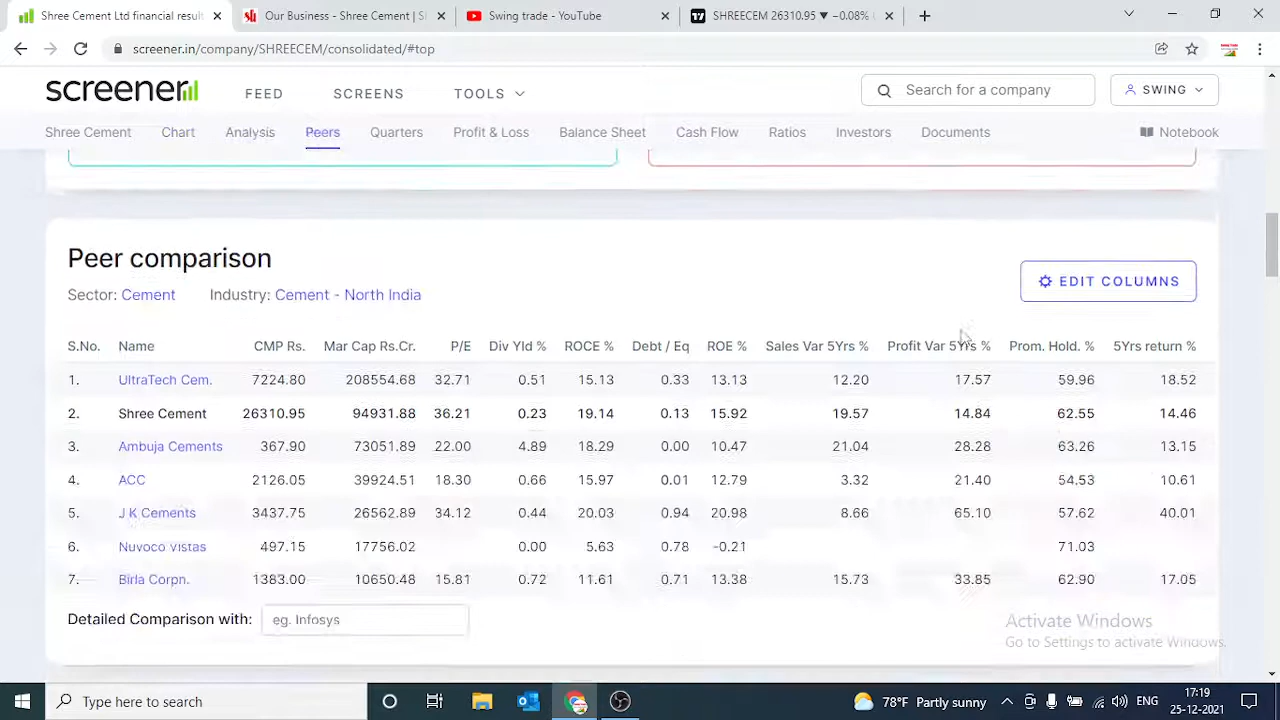 Shree Cement financial result
Our Peers - Shree Cement | S
Swing trade - YouTube
SHREECEM 26310.95 ▼ −0.08% (
screener.in/company/SHREECEM/consolidated/#top
screener
FEED
SCREENS
TOOLS
Search for a company
SWING
Shree Cement
Chart
Analysis
Peers
Quarters
Profit & Loss
Balance Sheet
Cash Flow
Ratios
Investors
Documents
Notebook
Peer comparison
Sector: Cement Industry: Cement - North India
EDIT COLUMNS
S.No. Name CMP Rs. Mar Cap Rs.Cr. P/E Div Yld % ROCE % Debt / Eq ROE % Sales Var 5Yrs % Profit Var 5Yrs % Prom. Hold. % 5Yrs return %
1. UltraTech Cem. 7224.80 208554.68 32.71 0.51 15.13 0.33 13.13 12.20 17.57 59.96 18.52
2. Shree Cement 26310.95 94931.88 36.21 0.23 19.14 0.13 15.92 19.57 14.84 62.55 14.46
3. Ambuja Cements 367.90 73051.89 22.00 4.89 18.29 0.00 10.47 21.04 28.28 63.26 13.15
4. ACC 2126.05 39924.51 18.30 0.66 15.97 0.01 12.79 3.32 21.40 54.53 10.61
5. J K Cements 3437.75 26562.89 34.12 0.44 20.03 0.94 20.98 8.66 65.10 57.62 40.01
6. Nuvoco Vistas 497.15 17756.02 0.00 5.63 0.78 -0.21 71.03
7. Birla Corpn. 1383.00 10650.48 15.81 0.72 11.61 0.71 13.38 15.73 33.85 62.90 17.05
Detailed Comparison with: eg. Infosys
Activate Windows
Go to Settings to activate Windows.
Type here to search
78°F Partly sunny
ENG
17:19
25-12-2021